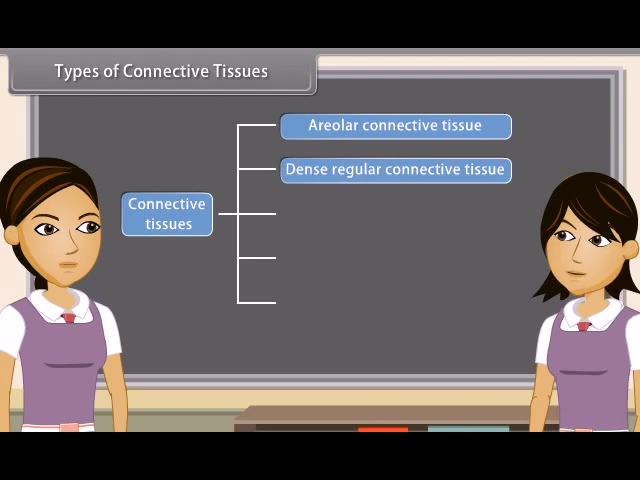 Types of Connective Tissues
Areolar connective tissue
Dense regular connective tissue
Connective
tissues